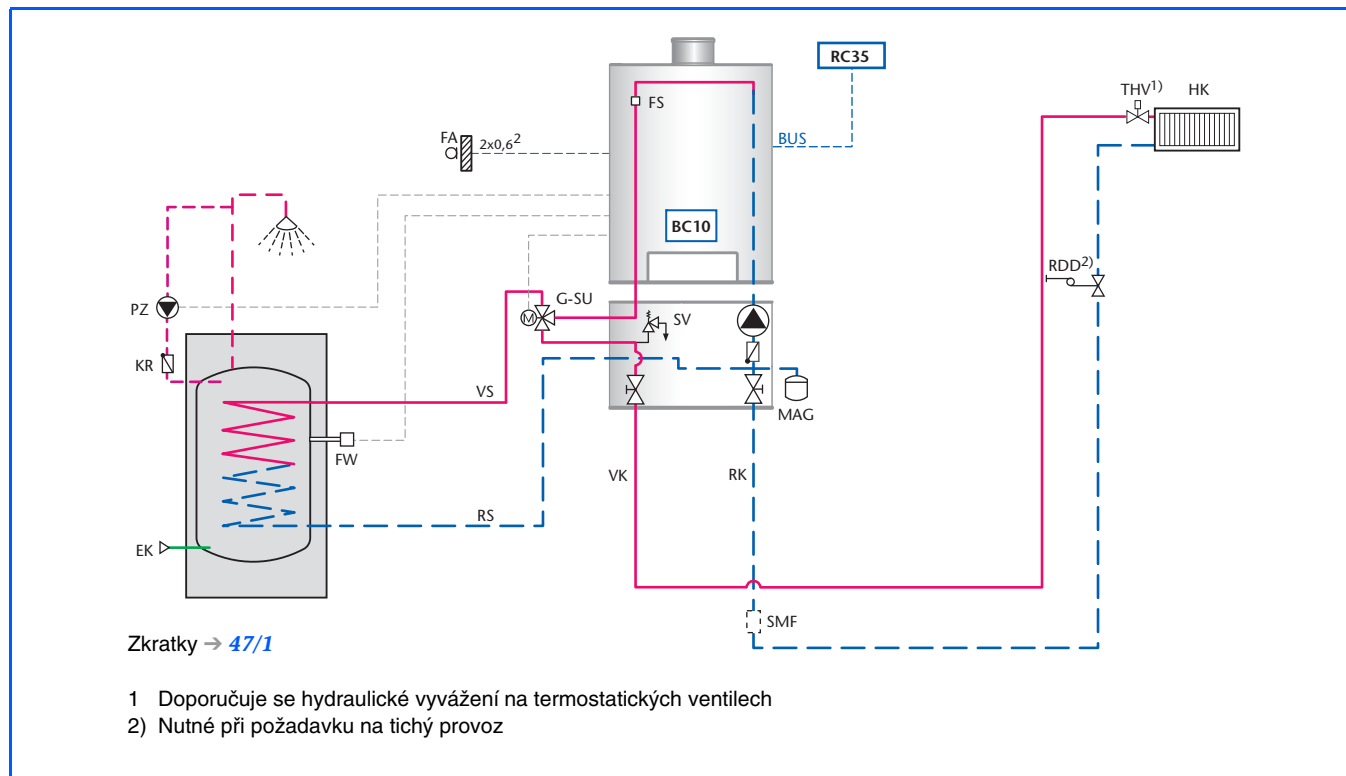 RC35
THV1)
HK
FS
FA
2x0,6²
BUS
BC10
RDD2)
G-SU
PZ
M
SV
KR
VS
MAG
FW
VK
RK
RS
EK
SMF
Zkratky → 47/1
1 Doporučuje se hydraulické vyvážení na termostatických ventilech
2) Nutné při požadavku na tichý provoz